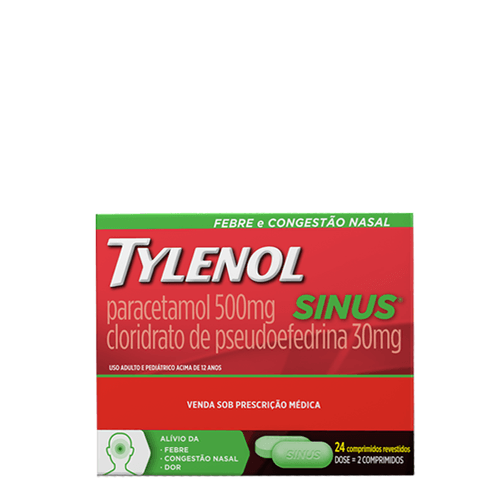 FEBRE e CONGESTÃO NASAL
TYLENOL
paracetamol 500mg SINUS®
cloridrato de pseudoefedrina 30mg
USO ADULTO E PEDIÁTRICO ACIMA DE 12 ANOS
VENDA SOB PRESCRIÇÃO MÉDICA
ALÍVIO DA
· FEBRE
· CONGESTÃO NASAL
· DOR
SINUS
24 comprimidos revestidos
DOSE = 2 COMPRIMIDOS